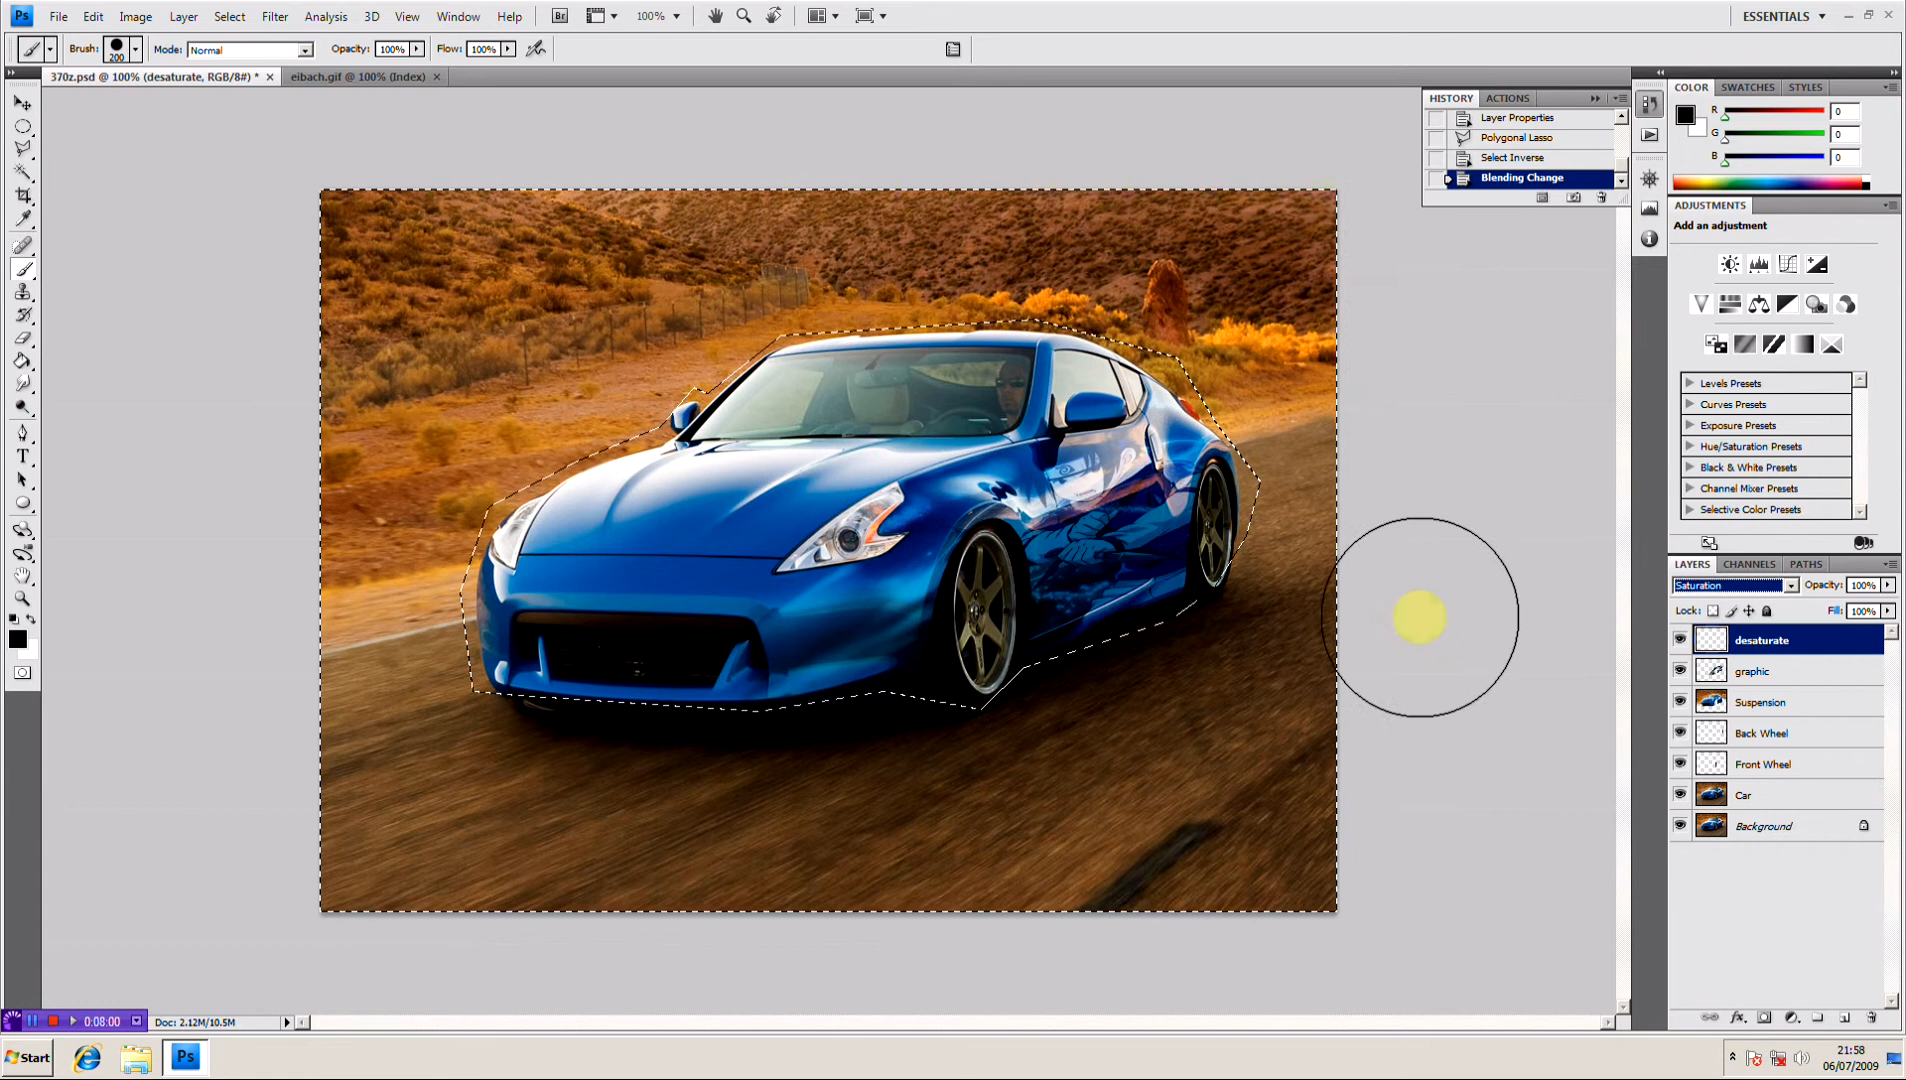 Ps File Edit Image Layer Select Filter Analysis 3D View Window Help Br 100% ESSENTIALS
Brush: 200 Mode: Normal Opacity: 100% Flow: 100%
370z.psd @ 100% (desaturate, RGB/8#) * eibach.gif @ 100% (Index)
HISTORY ACTIONS
Layer Properties
Polygonal Lasso
Select Inverse
Blending Change
COLOR SWATCHES STYLES
R 0
G 0
B 0
ADJUSTMENTS
Add an adjustment
Levels Presets
Curves Presets
Exposure Presets
Hue/Saturation Presets
Black & White Presets
Channel Mixer Presets
Selective Color Presets
LAYERS CHANNELS PATHS
Saturation Opacity: 100%
Lock: Fill: 100%
desaturate
graphic
Suspension
Back Wheel
Front Wheel
Car
Background
0:08:00 Doc: 2.12M/10.5M
Start Ps 21:58
06/07/2009